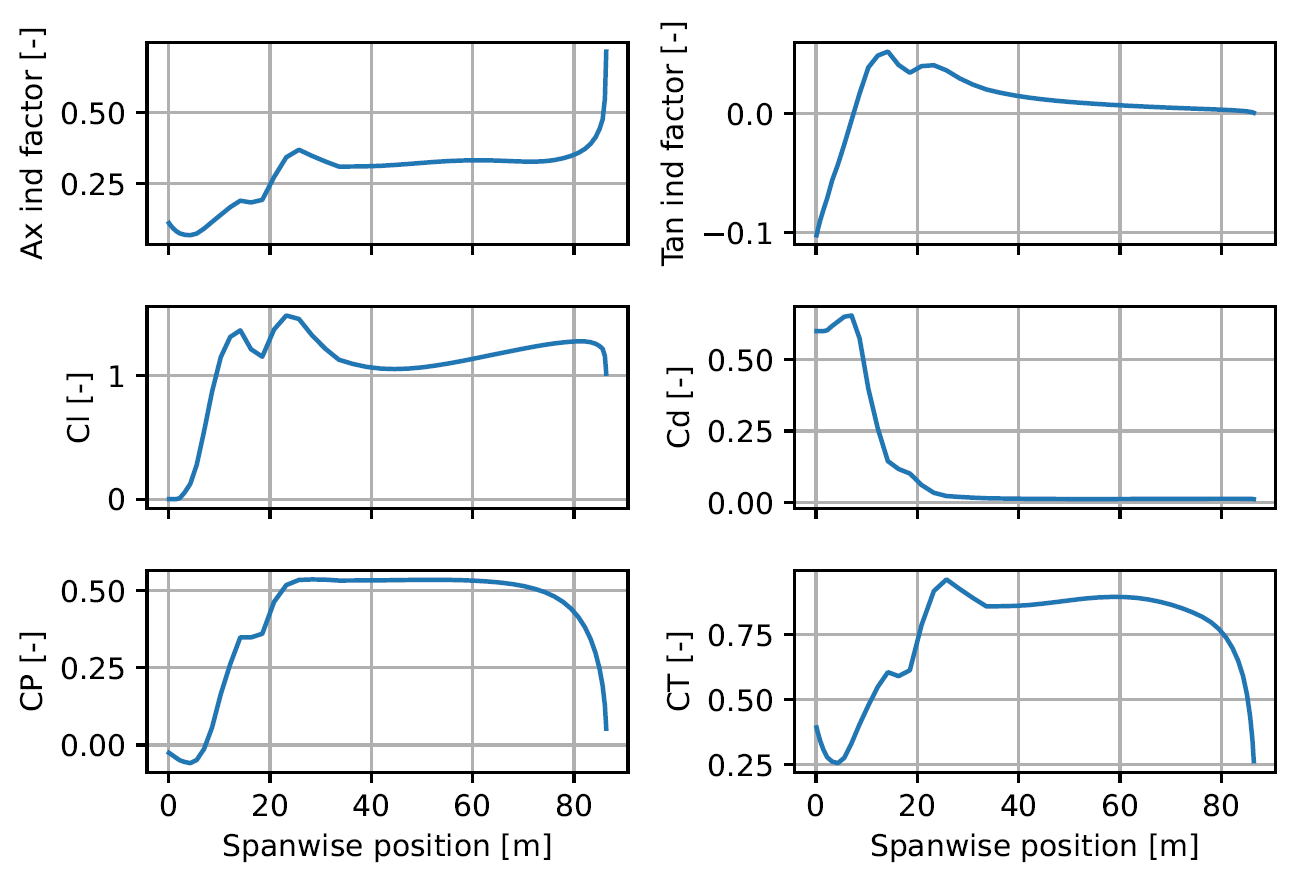 Ax ind factor [-]
0.50
0.25
Tan ind factor [-]
0.0
−0.1
Cl [-]
1
0
Cd [-]
0.50
0.25
0.00
CP [-]
0.50
0.25
0.00
0 20 40 60 80
Spanwise position [m]
CT [-]
0.75
0.50
0.25
0 20 40 60 80
Spanwise position [m]